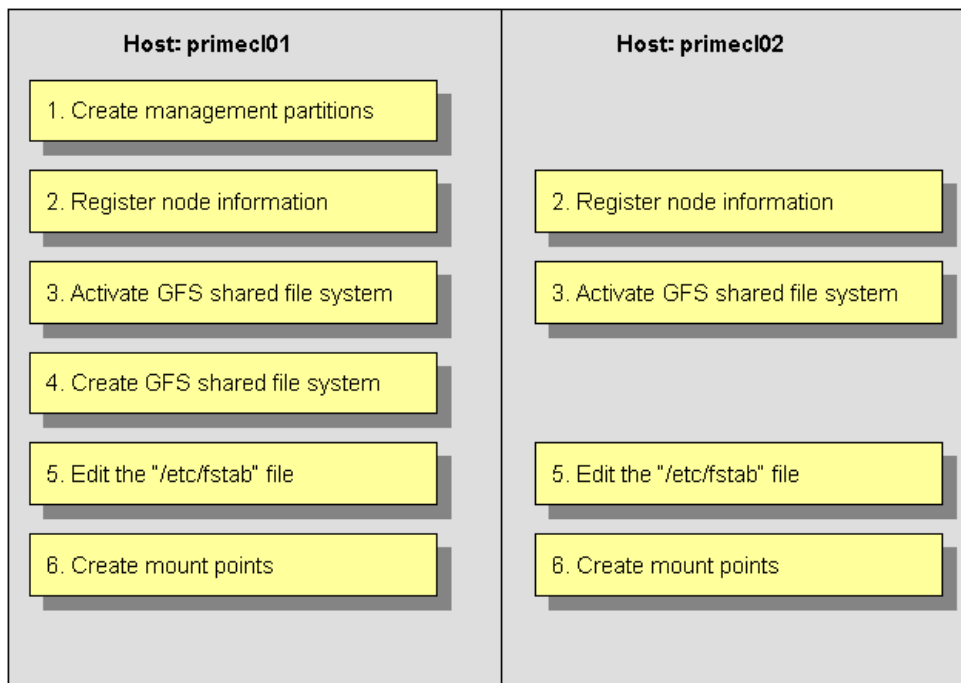 Host: primecl01
Host: primecl02
1. Create management partitions
2. Register node information
2. Register node information
3. Activate GFS shared file system
3. Activate GFS shared file system
4. Create GFS shared file system
5. Edit the "/etc/fstab" file
5. Edit the "/etc/fstab" file
6. Create mount points
6. Create mount points